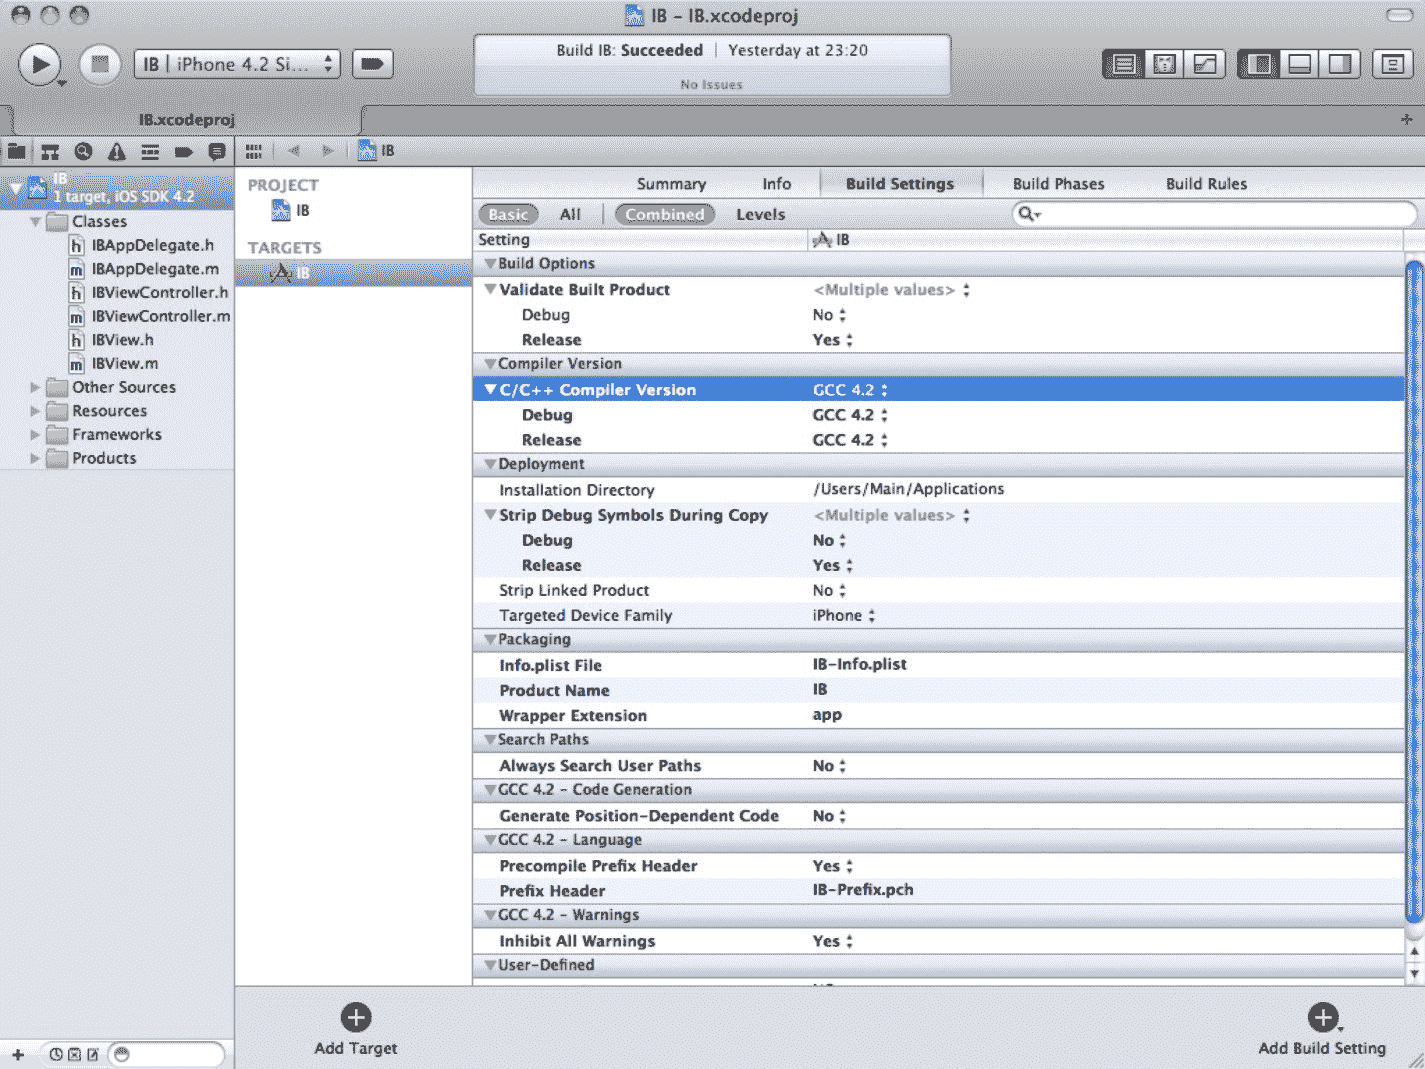 IB - IB.xcodeproj
IB | iPhone 4.2 Si...
Build IB: Succeeded | Yesterday at 23:20
No Issues
IB.xcodeproj
IB
IB
1 target, iOS SDK 4.2
Classes
IBAppDelegate.h
IBAppDelegate.m
IBViewController.h
IBViewController.m
IBView.h
IBView.m
Other Sources
Resources
Frameworks
Products
PROJECT
IB
TARGETS
IB
Summary Info Build Settings Build Phases Build Rules
Basic All Combined Levels
Setting IB
Build Options
Validate Built Product <Multiple values>
Debug No
Release Yes
Compiler Version
C/C++ Compiler Version GCC 4.2
Debug GCC 4.2
Release GCC 4.2
Deployment
Installation Directory /Users/Main/Applications
Strip Debug Symbols During Copy <Multiple values>
Debug No
Release Yes
Strip Linked Product No
Targeted Device Family iPhone
Packaging
Info.plist File IB-Info.plist
Product Name IB
Wrapper Extension app
Search Paths
Always Search User Paths No
GCC 4.2 - Code Generation
Generate Position-Dependent Code No
GCC 4.2 - Language
Precompile Prefix Header Yes
Prefix Header IB-Prefix.pch
GCC 4.2 - Warnings
Inhibit All Warnings Yes
User-Defined
Add Target
Add Build Setting